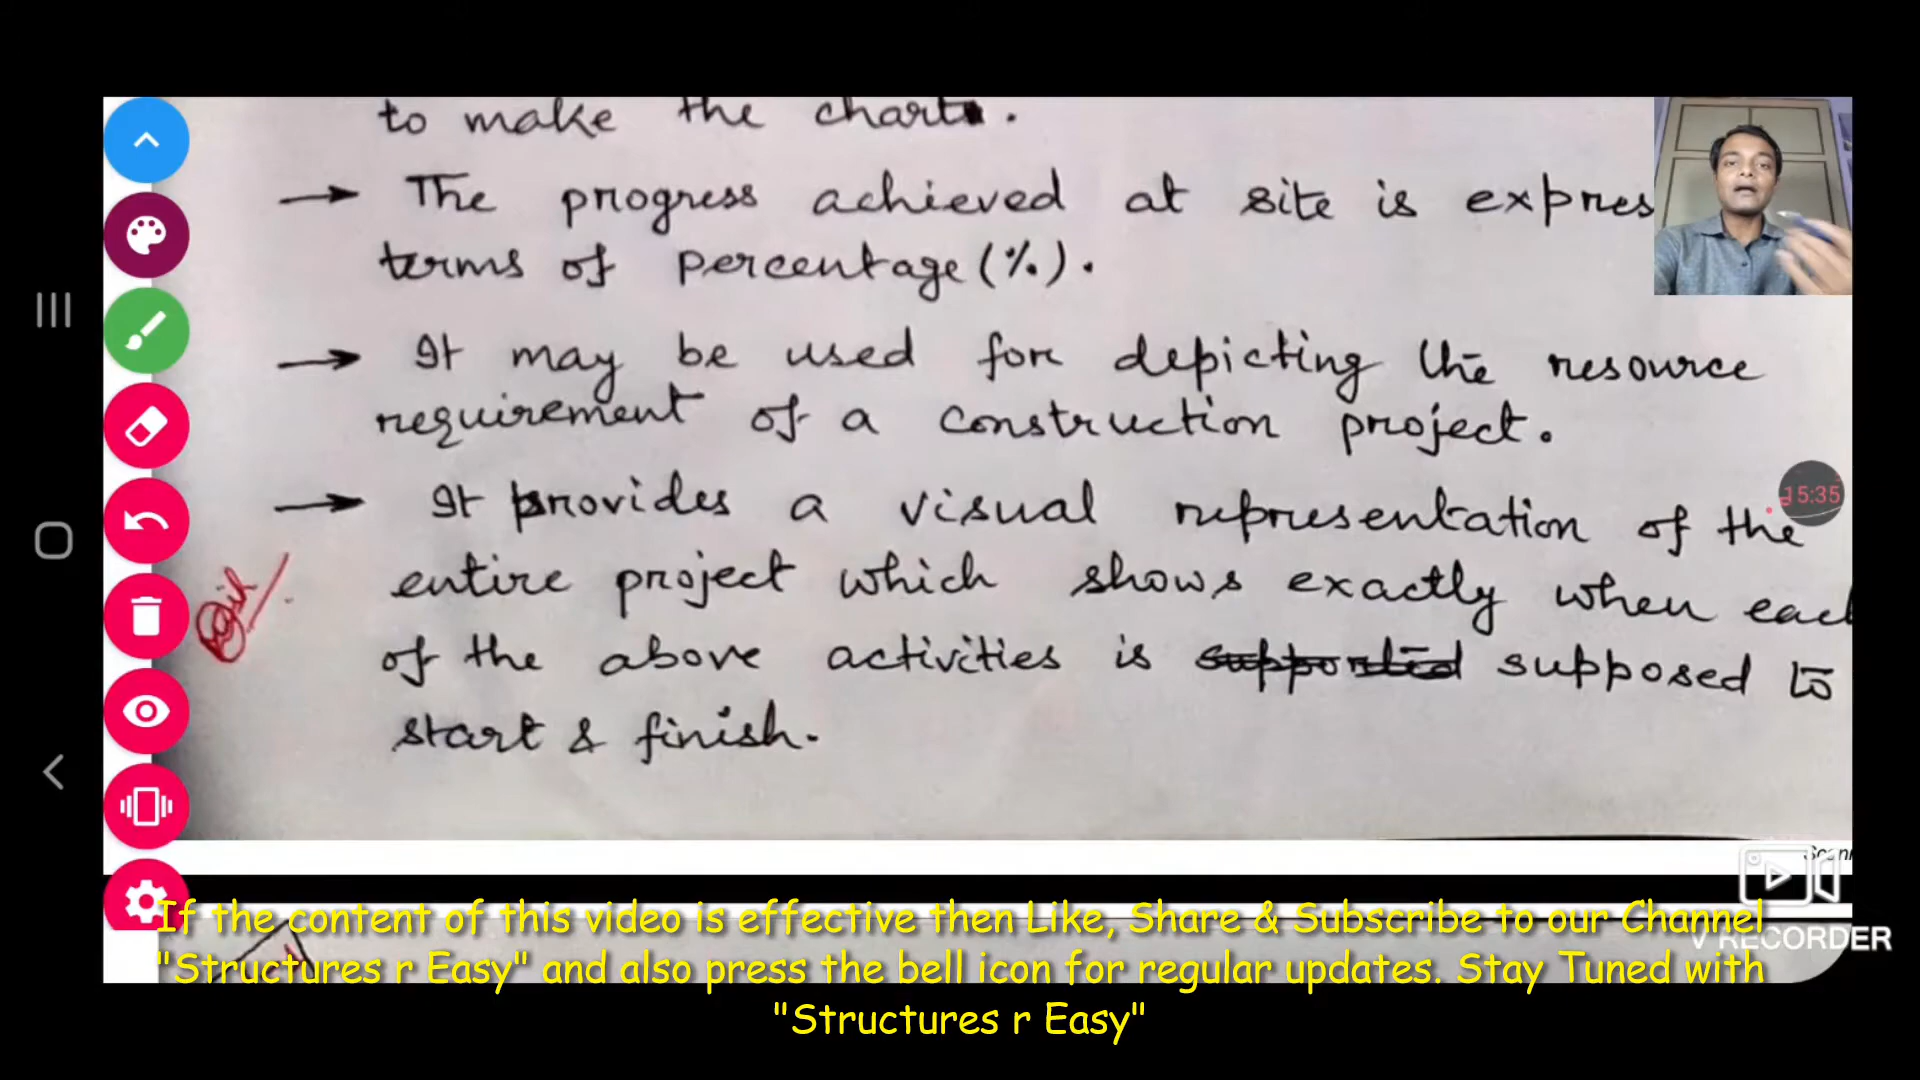 to make the chart.
→ The progress achieved at site is expres
terms of percentage (%).
→ It may be used for depicting the resource
requirement of a construction project.
→ It provides a visual representation of the
entire project which shows exactly when each
of the above activities is supposed to
start & finish.
15:35
Scann
V RECORDER
If the content of this video is effective then Like, Share & Subscribe to our Channel
"Structures r Easy" and also press the bell icon for regular updates. Stay Tuned with
"Structures r Easy"